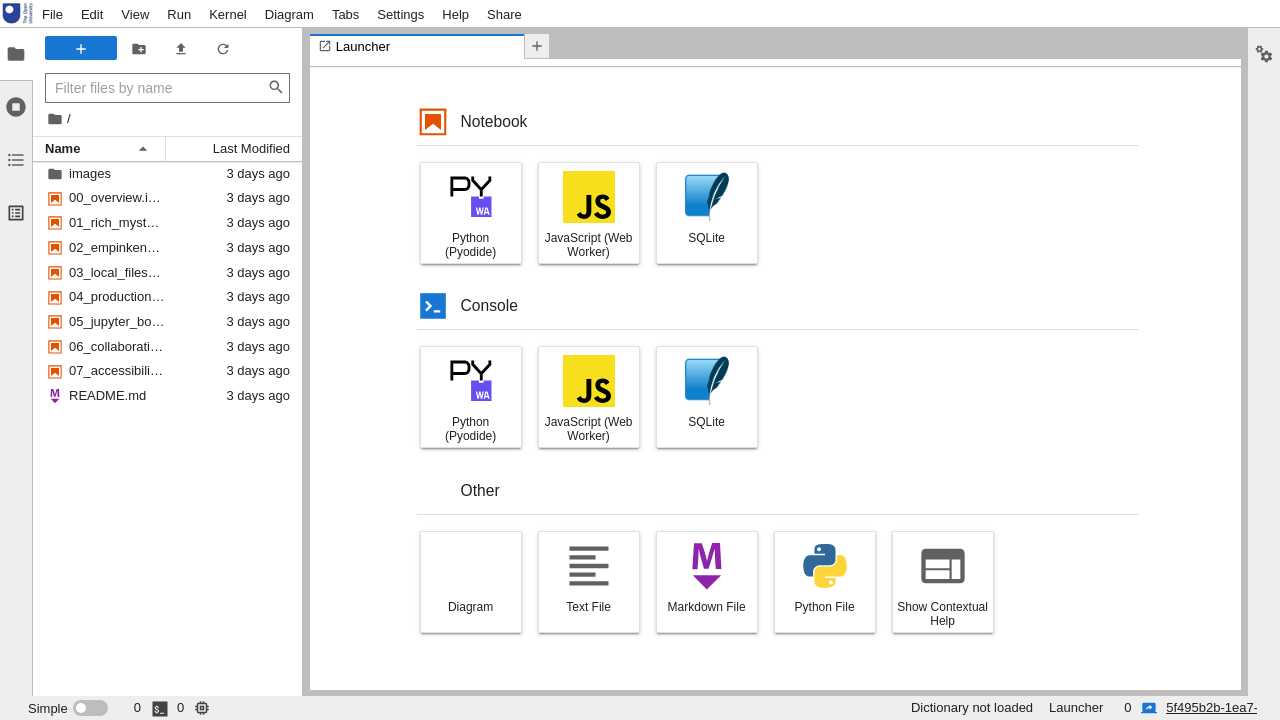 File Edit View Run Kernel Diagram Tabs Settings Help Share
Launcher
Filter files by name
/
Name Last Modified
images 3 days ago
00_overview.i… 3 days ago
01_rich_myst… 3 days ago
02_empinken… 3 days ago
03_local_files… 3 days ago
04_production… 3 days ago
05_jupyter_bo… 3 days ago
06_collaborati… 3 days ago
07_accessibili… 3 days ago
M README.md 3 days ago
Notebook
PY WA
JS
Python (Pyodide)
JavaScript (Web Worker)
SQLite
Console
PY WA
JS
Python (Pyodide)
JavaScript (Web Worker)
SQLite
Other
M
Diagram
Text File
Markdown File
Python File
Show Contextual Help
Simple 0 $_ 0 Dictionary not loaded Launcher 0 5f495b2b-1ea7-